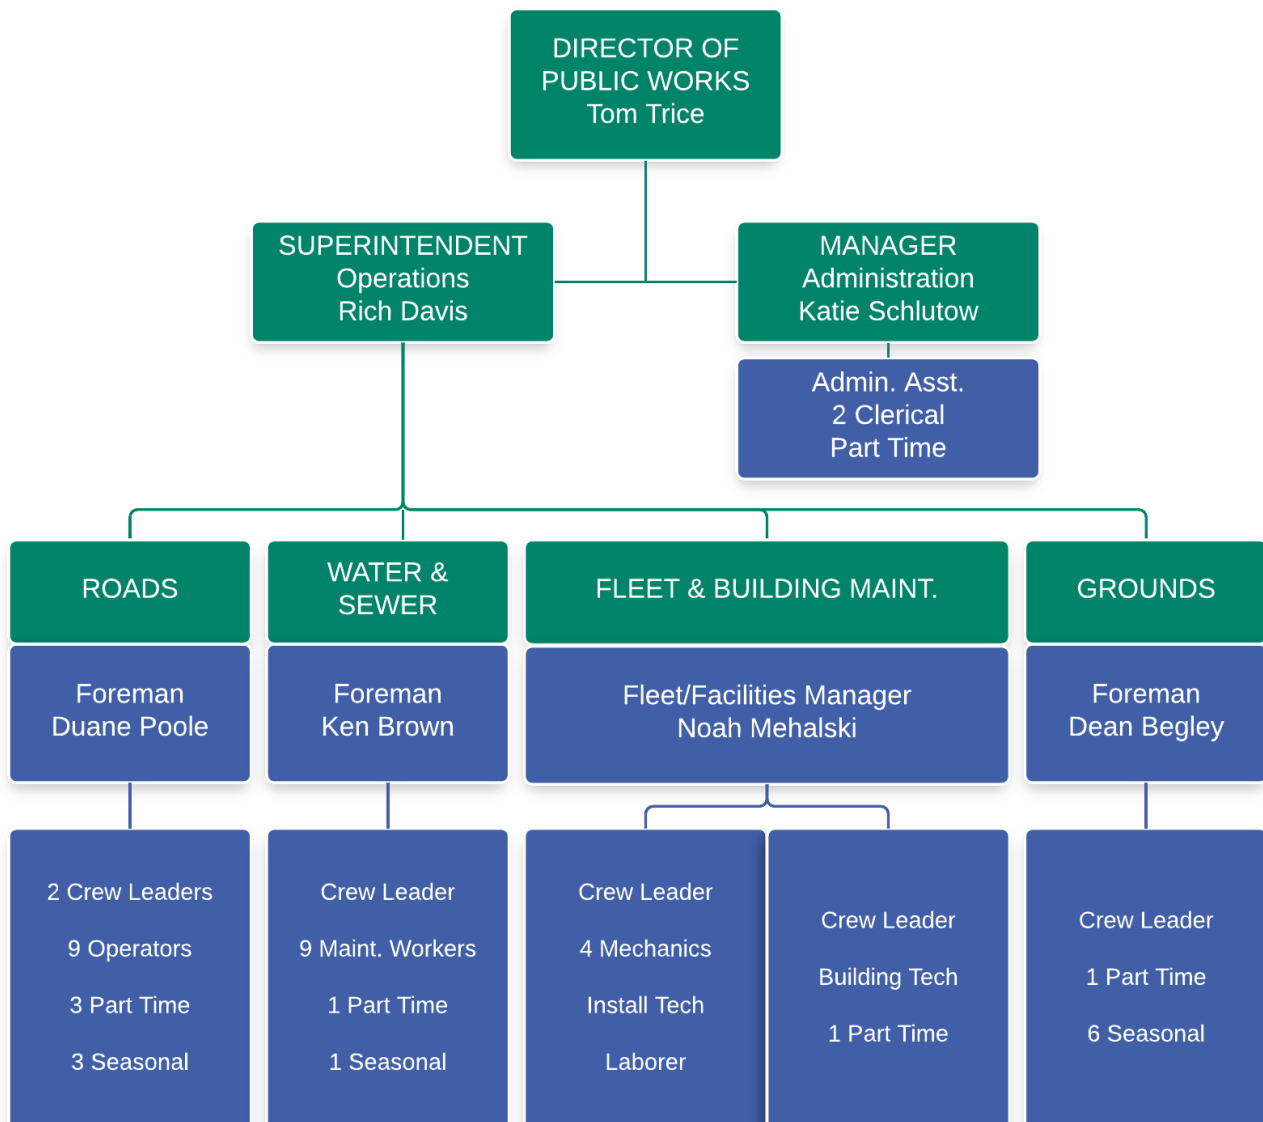 DIRECTOR OF
PUBLIC WORKS
Tom Trice
SUPERINTENDENT
Operations
Rich Davis
MANAGER
Administration
Katie Schlutow
Admin. Asst.
2 Clerical
Part Time
ROADS
WATER &
SEWER
FLEET & BUILDING MAINT.
GROUNDS
Foreman
Duane Poole
Foreman
Ken Brown
Fleet/Facilities Manager
Noah Mehalski
Foreman
Dean Begley
2 Crew Leaders
9 Operators
3 Part Time
3 Seasonal
Crew Leader
9 Maint. Workers
1 Part Time
1 Seasonal
Crew Leader
4 Mechanics
Install Tech
Laborer
Crew Leader
Building Tech
1 Part Time
Crew Leader
1 Part Time
6 Seasonal